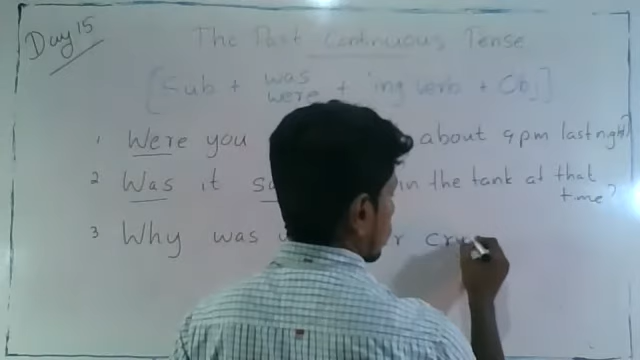 Day 15
The Past Continuous Tense
[Sub + was were + ing verb + Obj]
1 Were you about 9pm last night?
2 Was it in the tank at that time?
3 Why was cry